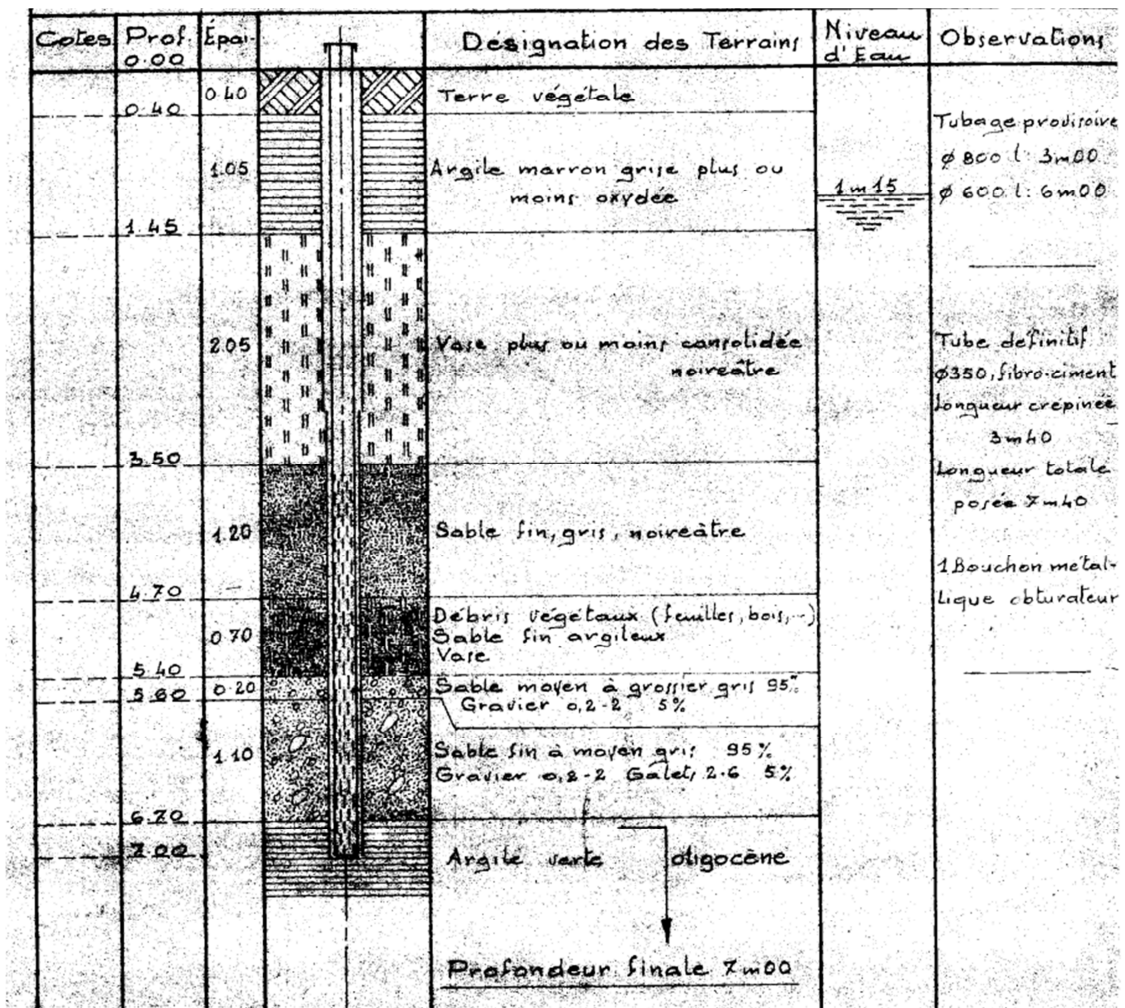 Cotes Prof. Épai- Désignation des Terrains Niveau d'Eau Observations
0.00
0.40 Terre végétale
0.40
Tubage provisoire
ø 800 l: 3m00
1.05 Argile marron grise plus ou
moins oxydée
1m15
ø 600 l: 6m00
1.45
2.05 Vase plus ou moins consolidée
noireâtre
Tube définitif
ø350, fibro-ciment
Longueur crépinée
3m40
3.50
Longueur totale
posée 7m40
1.20 Sable fin, gris, noireâtre
1 Bouchon métal-
lique obturateur
4.70
Débris végétaux (feuilles, bois,...)
0.70 Sable fin argileux
Vase
5.40
0.20 Sable moyen à grossier gris 95%
5.60
Gravier 0,2-2 5%
1.10 Sable fin à moyen gris 95%
Gravier 0,2-2 Galets 2-6 5%
6.70
7.00
Argile verte oligocène
Profondeur finale 7m00